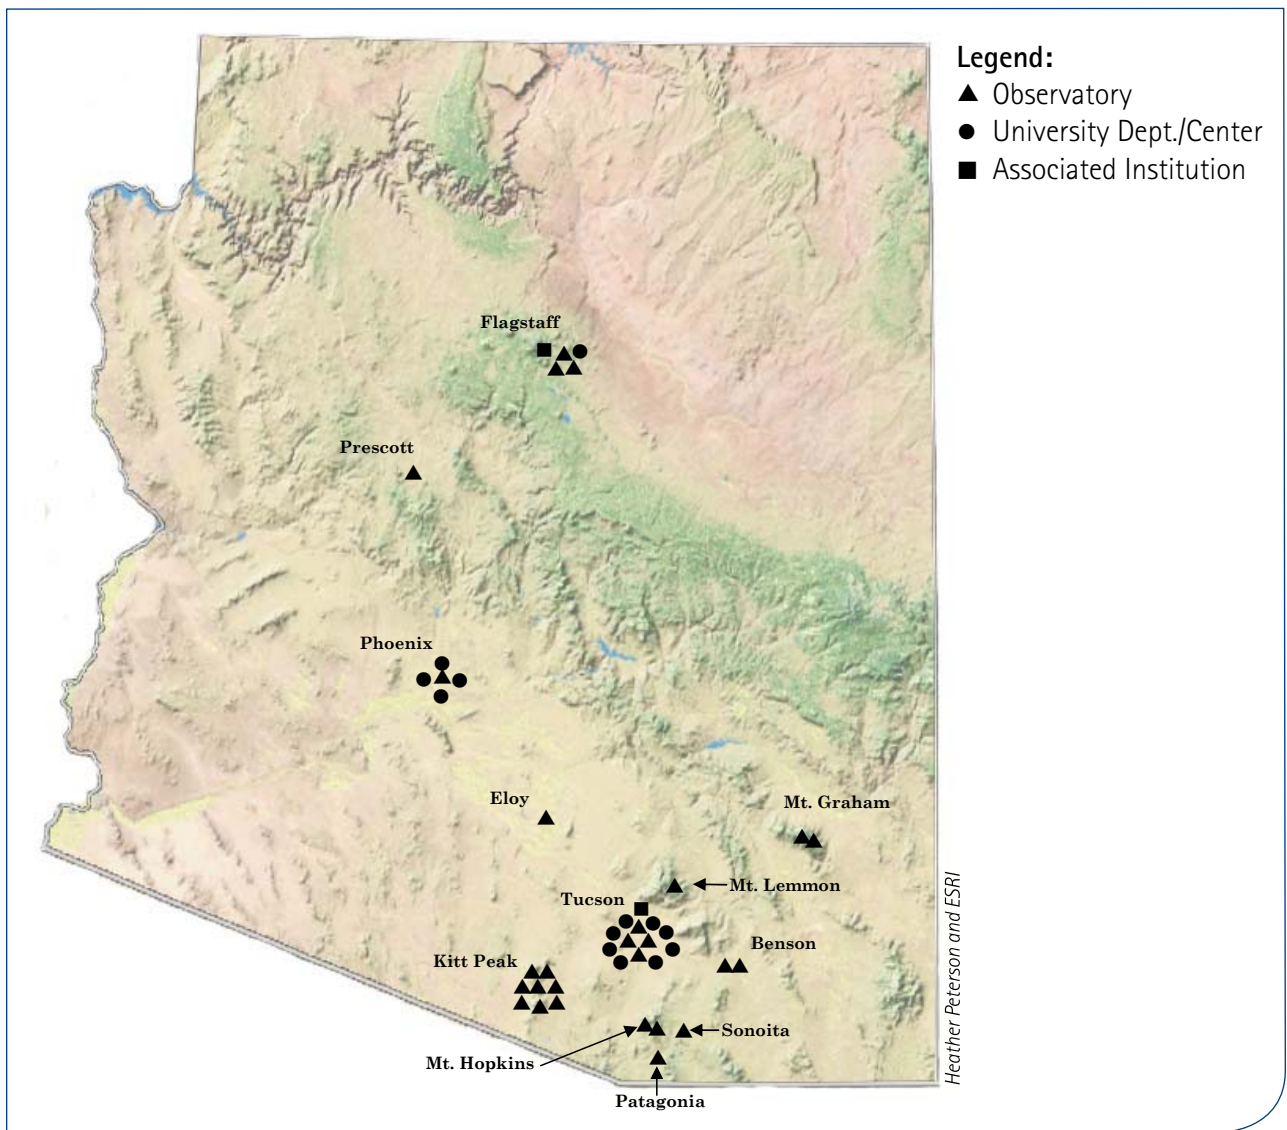 Legend:
Observatory
University Dept./Center
Associated Institution
Flagstaff
Prescott
Phoenix
Eloy
Mt. Graham
Mt. Lemmon
Tucson
Benson
Kitt Peak
Sonoita
Mt. Hopkins
Patagonia
Heather Peterson and ESRI